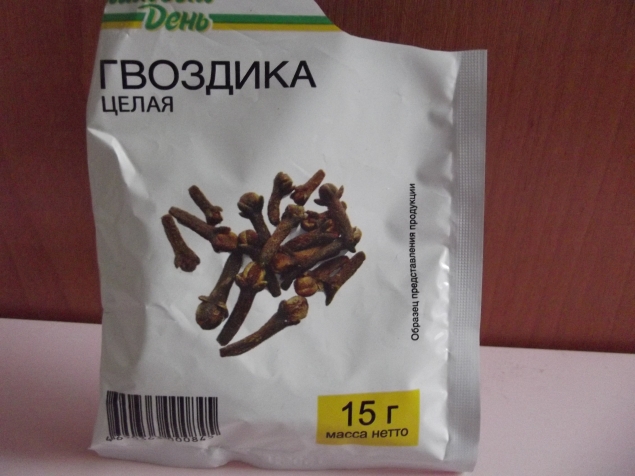 День
ГВОЗДИКА
ЦЕЛАЯ
Образец представления продукции
15 г
масса нетто